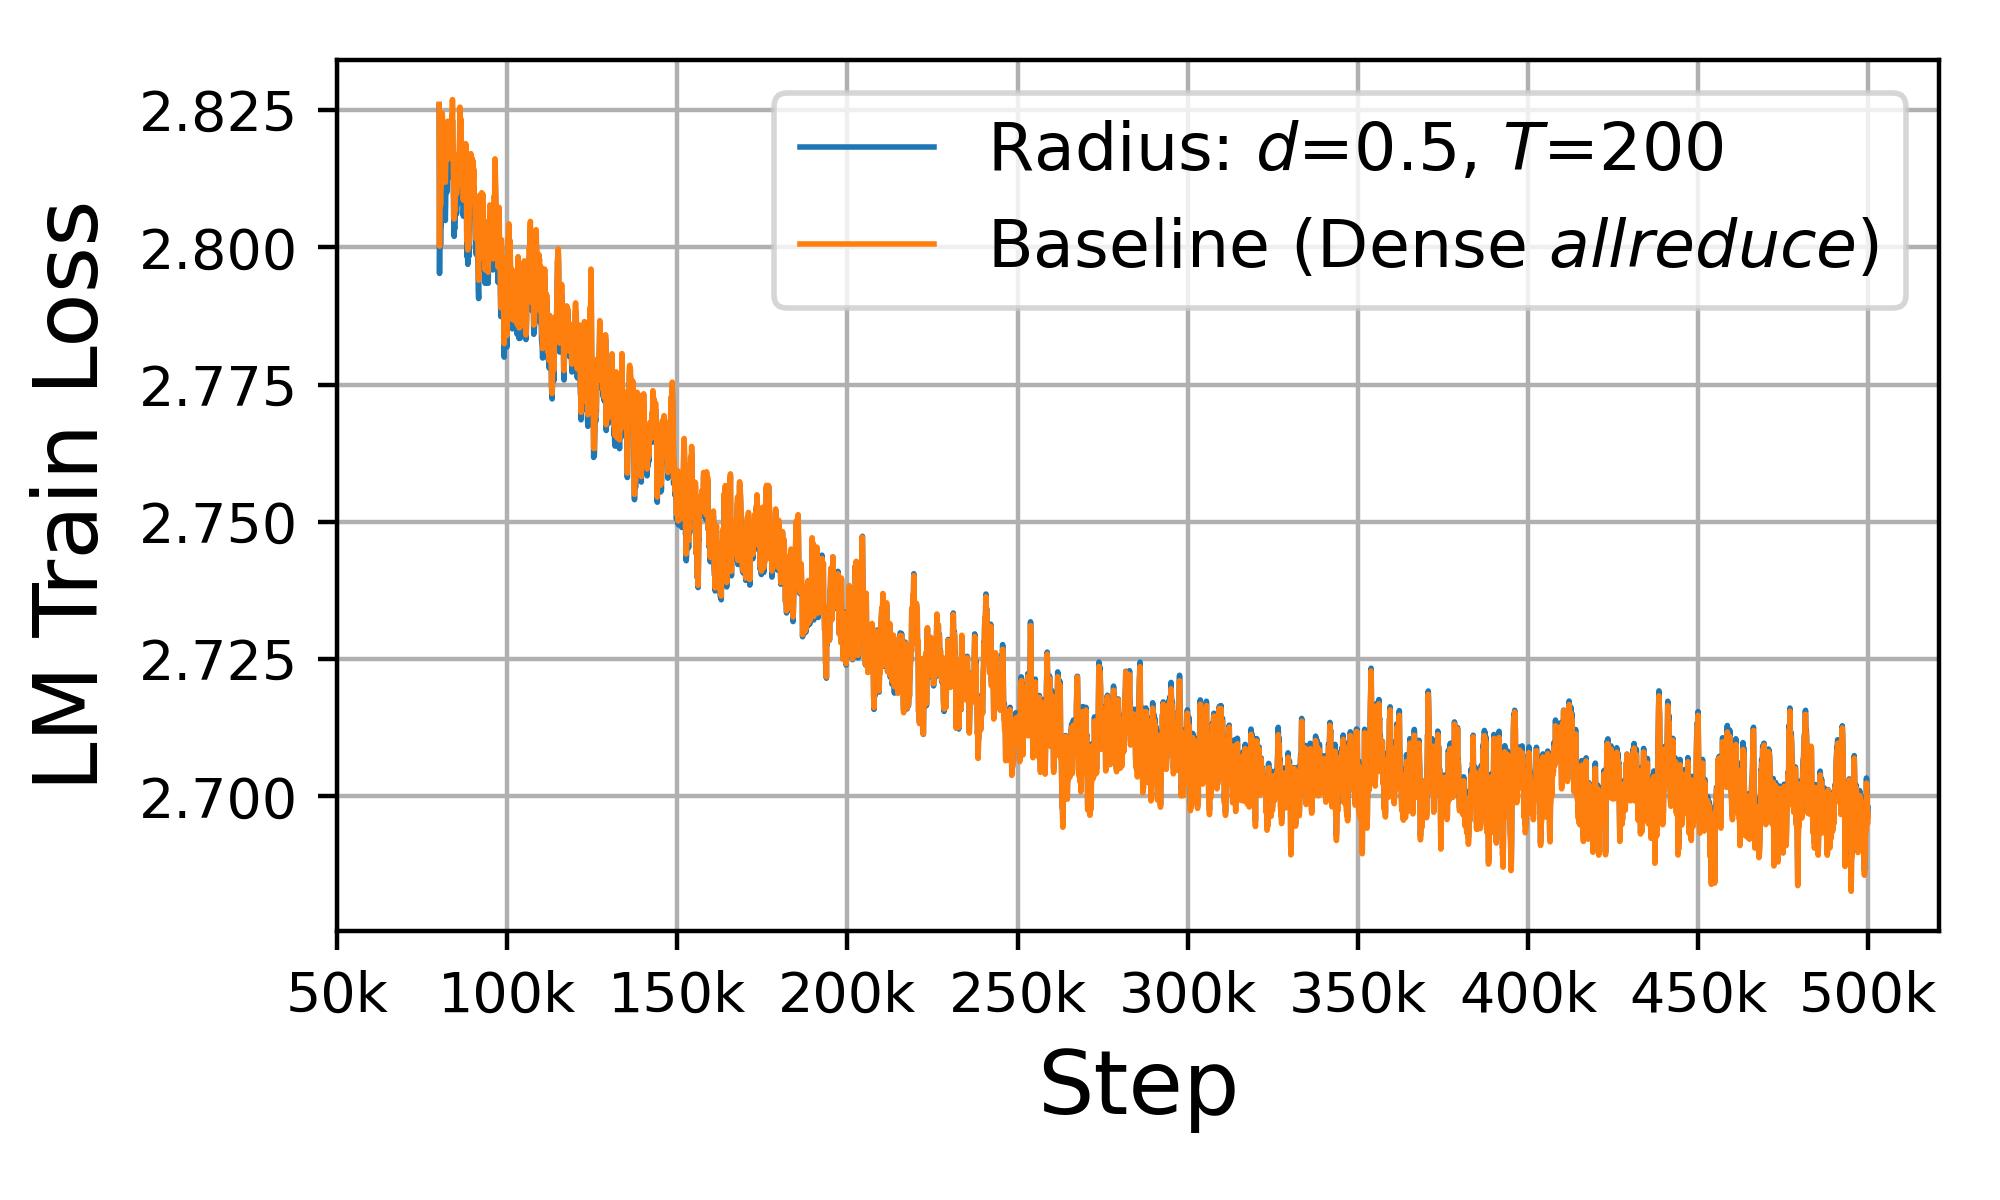 Radius: d=0.5, T=200
Baseline (Dense allreduce)
LM Train Loss
2.825
2.800
2.775
2.750
2.725
2.700
50k 100k 150k 200k 250k 300k 350k 400k 450k 500k
Step